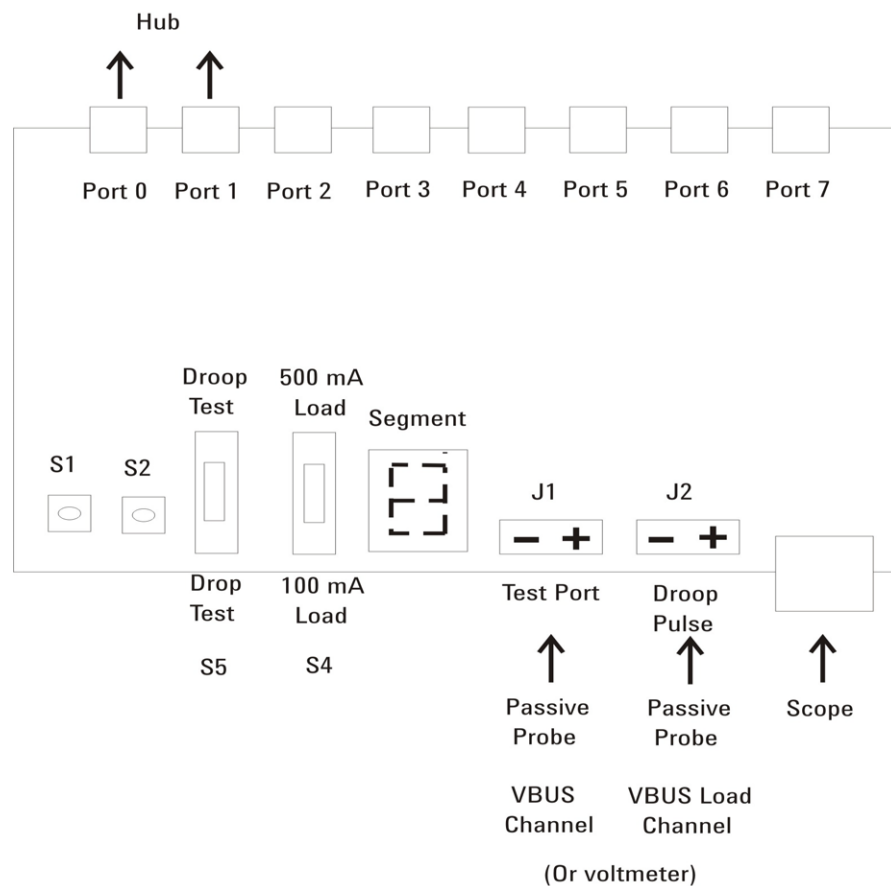 Hub
Port 0 Port 1 Port 2 Port 3 Port 4 Port 5 Port 6 Port 7
Droop
Test
500 mA
Load
Segment
S1
S2
J1
J2
- +
- +
Drop
Test
100 mA
Load
Test Port
Droop
Pulse
S5
S4
Passive
Probe
Passive
Probe
Scope
VBUS
Channel
VBUS Load
Channel
(Or voltmeter)